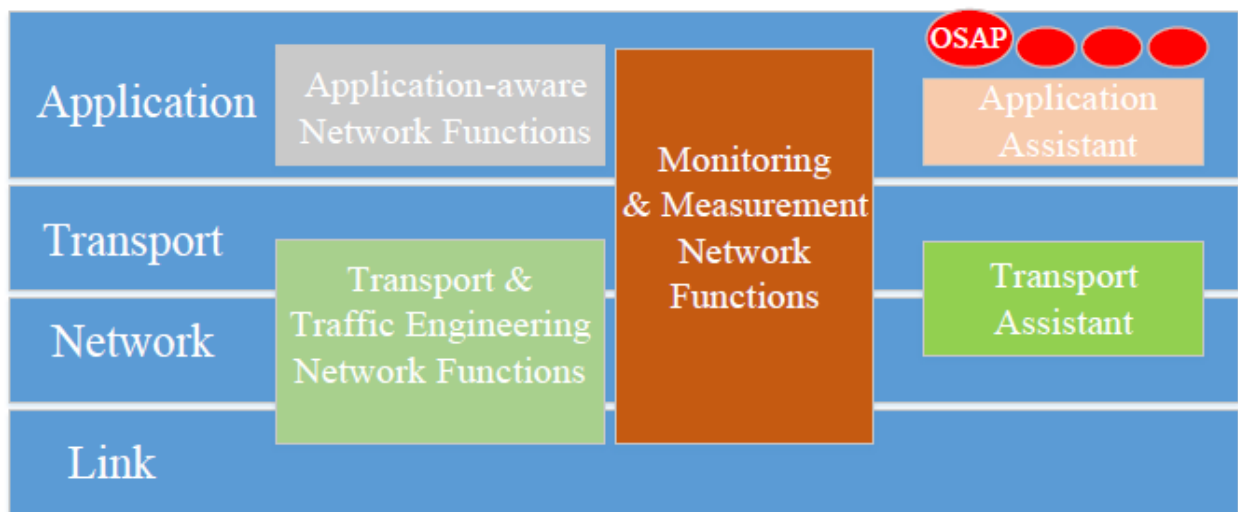 Application
Application-aware
Network Functions
Monitoring
& Measurement
Network
Functions
OSAP
Application
Assistant
Transport
Transport &
Traffic Engineering
Network Functions
Transport
Assistant
Network
Link